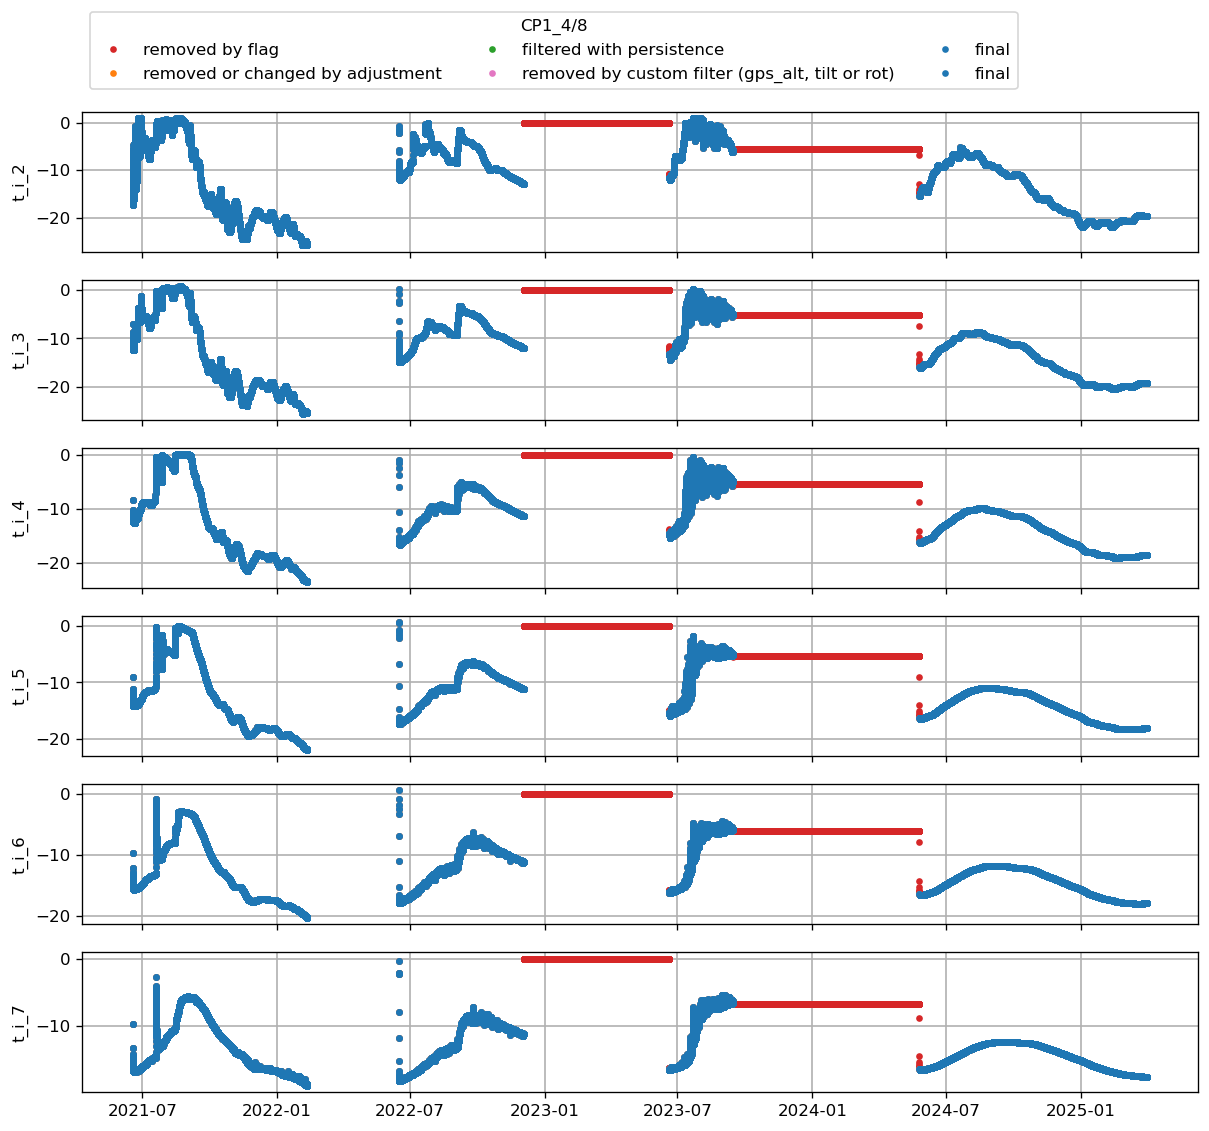 CP1_4/8
removed by flag filtered with persistence final
removed or changed by adjustment removed by custom filter (gps_alt, tilt or rot) final
t_i_2
0
−10
−20
t_i_3
0
−10
−20
t_i_4
0
−10
−20
t_i_5
0
−10
−20
t_i_6
0
−10
−20
t_i_7
0
−10
2021-07 2022-01 2022-07 2023-01 2023-07 2024-01 2024-07 2025-01